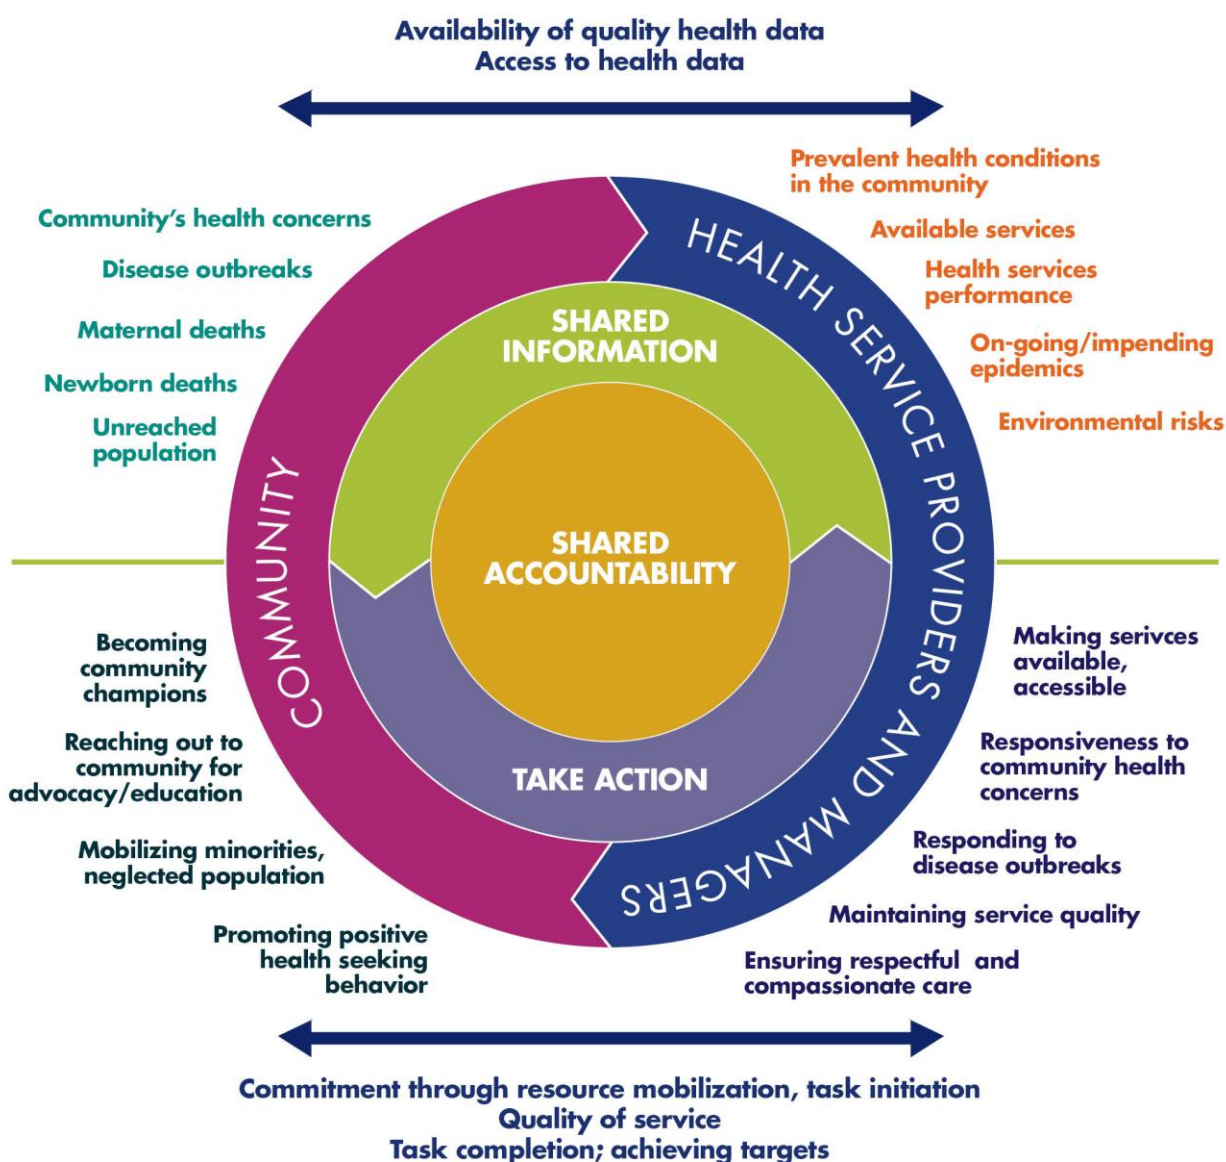 Availability of quality health data
Access to health data
Community's health concerns
Disease outbreaks
Maternal deaths
Newborn deaths
Unreached
population
Prevalent health conditions
in the community
Available services
Health services
performance
On-going/impending
epidemics
Environmental risks
COMMUNITY
HEALTH SERVICE PROVIDERS AND MANAGERS
SHARED
INFORMATION
SHARED
ACCOUNTABILITY
TAKE ACTION
Becoming
community
champions
Reaching out to
community for
advocacy/education
Mobilizing minorities,
neglected population
Promoting positive
health seeking
behavior
Making serivces
available,
accessible
Responsiveness to
community health
concerns
Responding to
disease outbreaks
Maintaining service quality
Ensuring respectful and
compassionate care
Commitment through resource mobilization, task initiation
Quality of service
Task completion; achieving targets